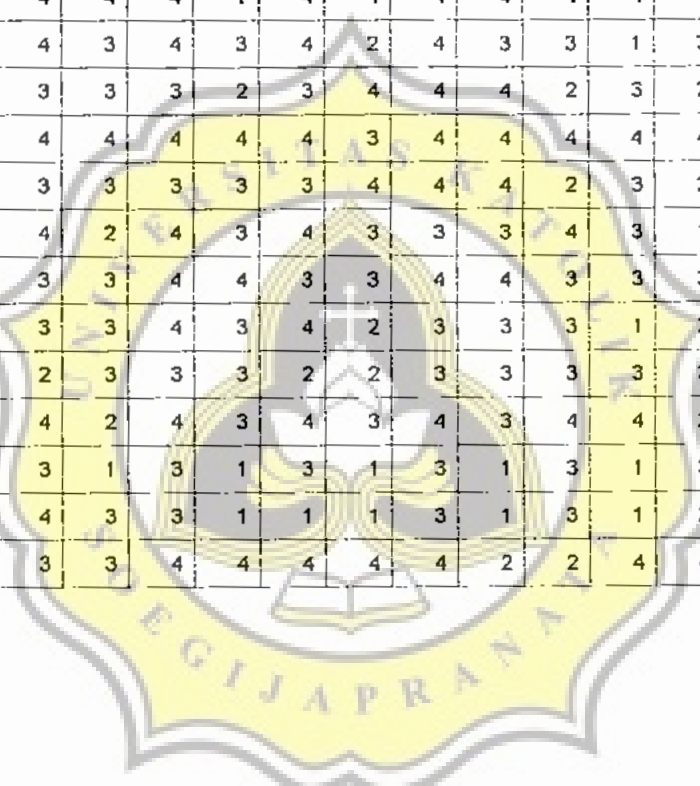 4 3 4 3 4 2 4 3 3 1
3 3 3 2 3 4 4 4 2 3
4 4 4 4 4 3 4 4 4 4
3 3 3 3 3 4 4 4 2 3
4 2 4 3 4 3 3 3 4 3
3 3 4 4 3 3 4 4 3 3
3 3 4 3 4 2 3 3 3 1
2 3 3 3 2 2 3 3 3 3
4 2 4 3 4 3 4 3 4 4
3 1 3 1 3 1 3 1 3 1
4 3 3 1 1 1 3 1 3 1
3 3 4 4 4 4 4 2 2 4
UNIVERSITAS KATOLIK
SOEGIJAPRANATA